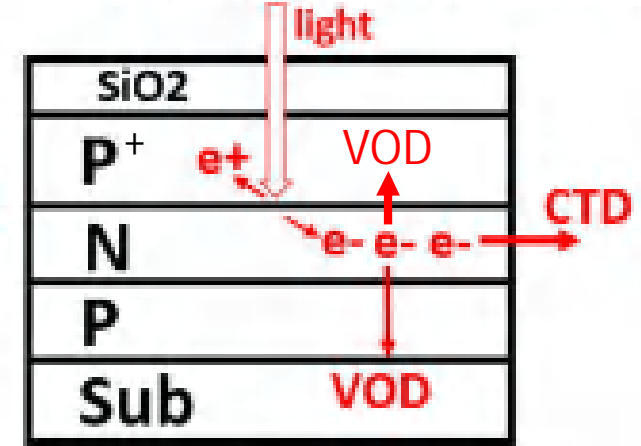 light
SiO2
P+ e+ VOD
N e- e- e- CTD
P
Sub VOD